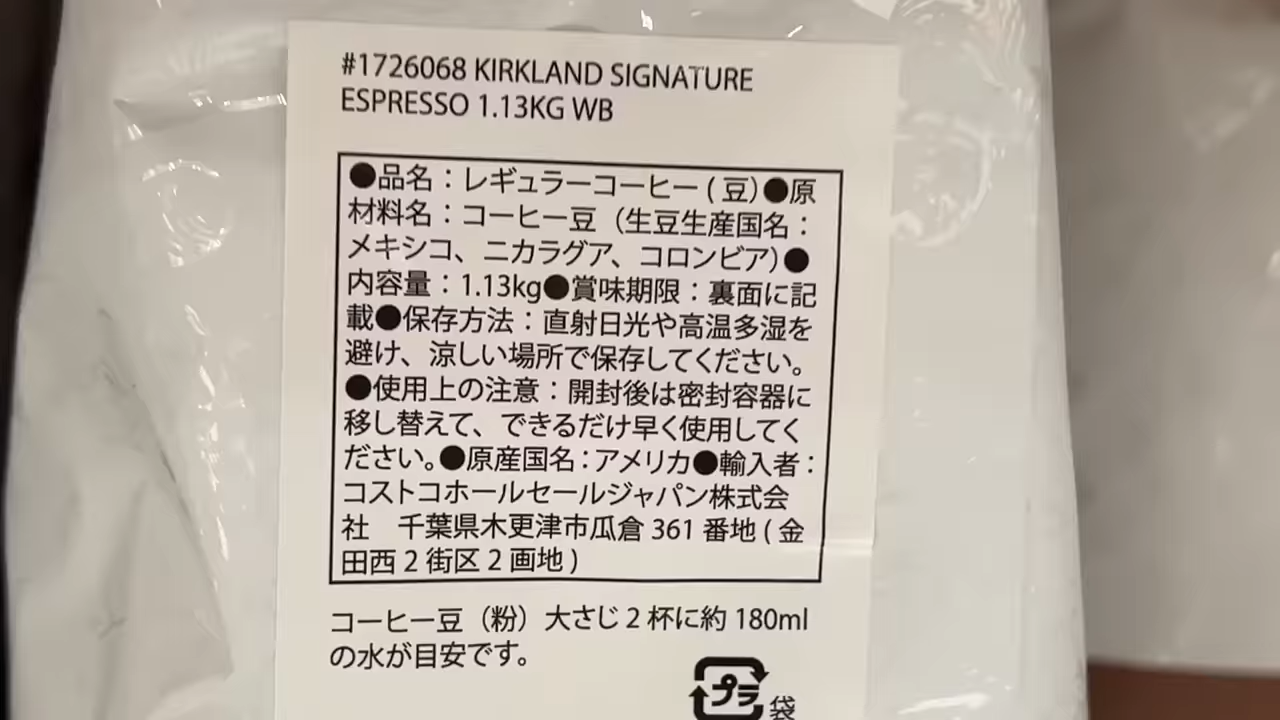 #1726068 KIRKLAND SIGNATURE
ESPRESSO 1.13KG WB
●品名：レギュラーコーヒー(豆)●原
材料名：コーヒー豆（生豆生産国名：
メキシコ、ニカラグア、コロンビア）●
内容量：1.13kg●賞味期限：裏面に記
載●保存方法：直射日光や高温多湿を
避け、涼しい場所で保存してください。
●使用上の注意：開封後は密封容器に
移し替えて、できるだけ早く使用してく
ださい。●原産国名：アメリカ●輸入者：
コストコホールセールジャパン株式会
社　千葉県木更津市瓜倉 361 番地(金
田西2街区2画地)
コーヒー豆（粉）大さじ2杯に約 180ml
の水が目安です。
プラ 袋